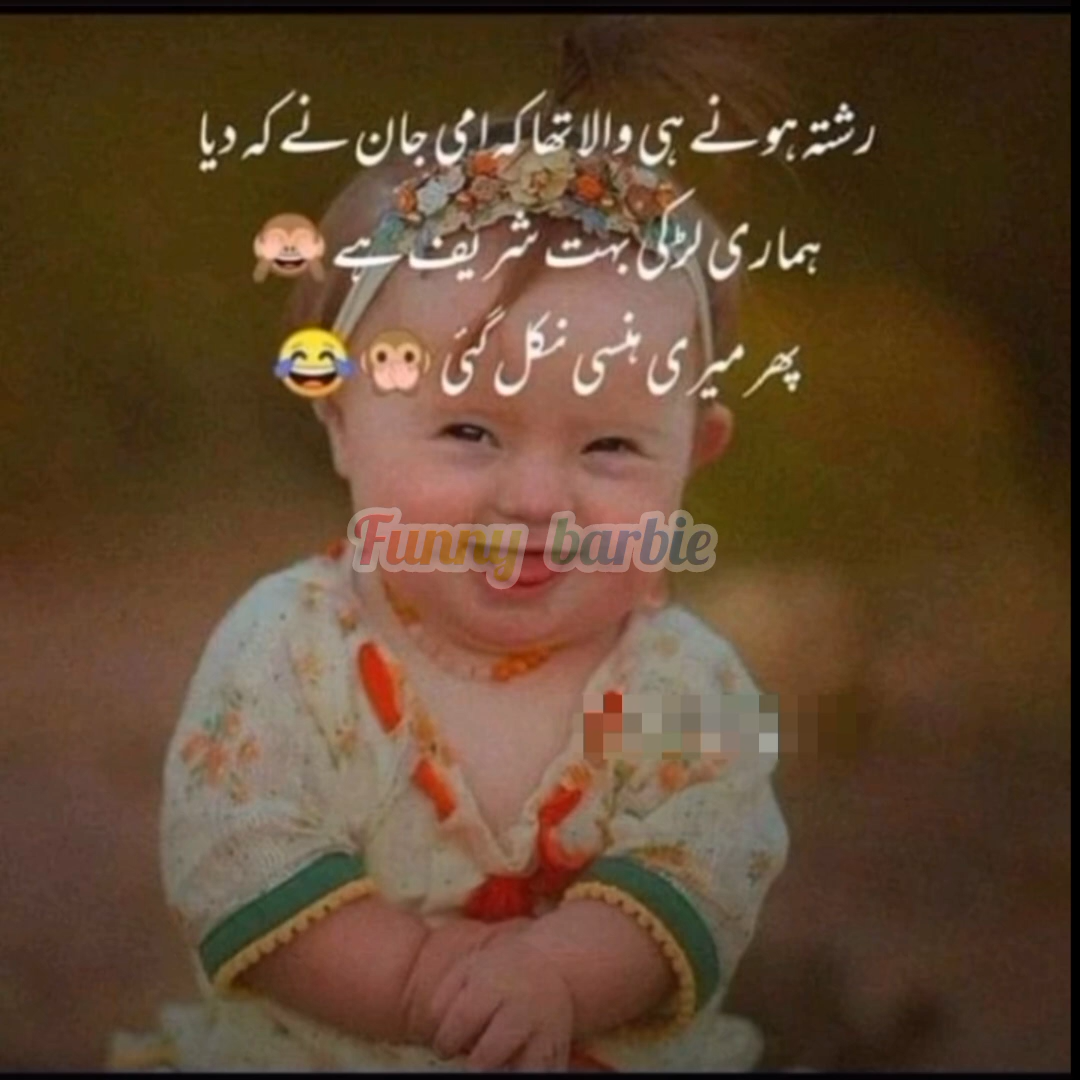 رشتہ ہونے ہی والا تھا کہ امی جان نے کہ دیا
ہماری لڑکی بہت شریف ہے 🙈
پھر میری ہنسی نکل گئی 🙊😂
Funny barbie